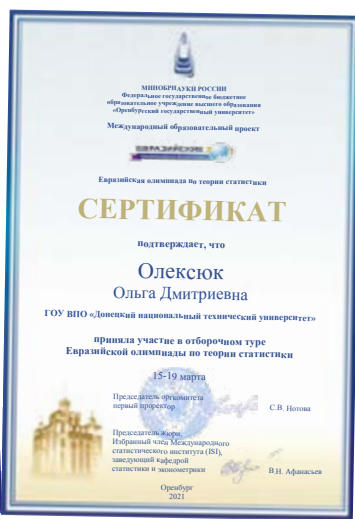 МИНОБРНАУКИ РОССИИ
Федеральное государственное бюджетное
образовательное учреждение высшего образования
«Оренбургский государственный университет»
Международный образовательный проект
ЕВРАЗИЙСКИЕ
Евразийская олимпиада по теории статистики
СЕРТИФИКАТ
подтверждает, что
Олексюк
Ольга Дмитриевна
ГОУ ВПО «Донецкий национальный технический университет»
приняла участие в отборочном туре
Евразийской олимпиады по теории статистики
15-19 марта
Председатель оргкомитета
первый проректор
С.В. Нотова
Председатель жюри,
Избранный член Международного
статистического института (ISI),
заведующий кафедрой
статистики и эконометрики
В.Н. Афанасьев
Оренбург
2021